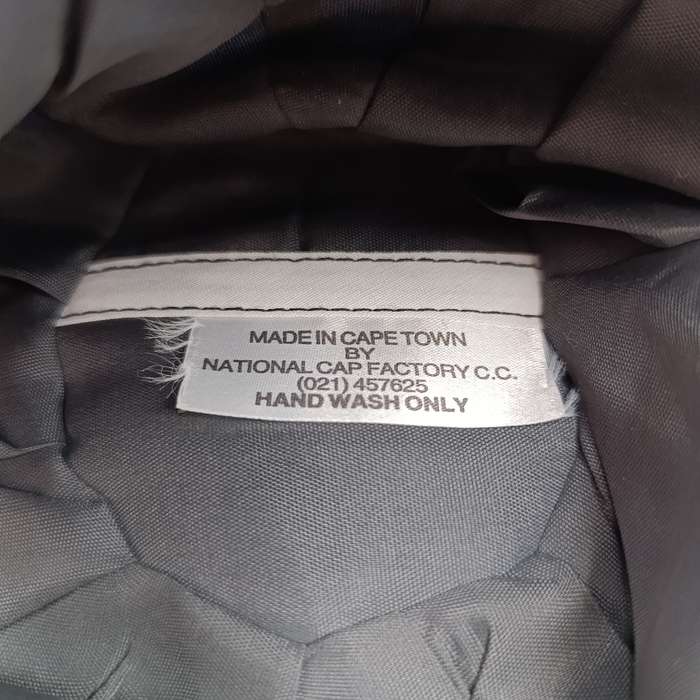 MADE IN CAPE TOWN
BY
NATIONAL CAP FACTORY C.C.
(021) 457625
HAND WASH ONLY